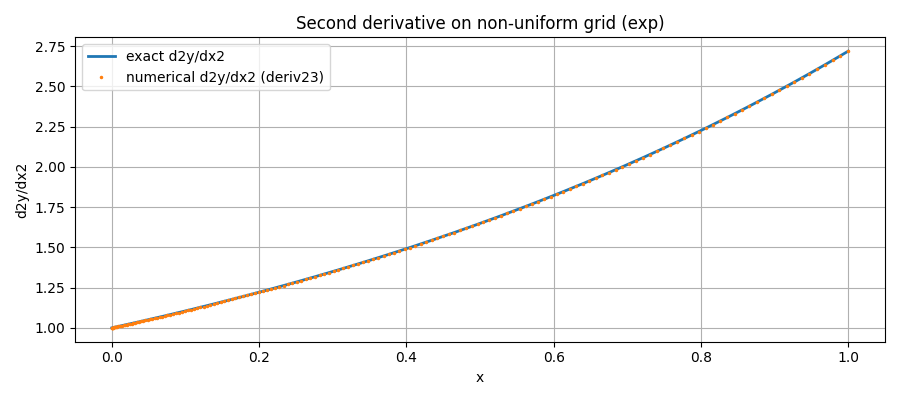 Second derivative on non-uniform grid (exp)
exact d2y/dx2
numerical d2y/dx2 (deriv23)
d2y/dx2
2.75
2.50
2.25
2.00
1.75
1.50
1.25
1.00
0.0 0.2 0.4 0.6 0.8 1.0
x